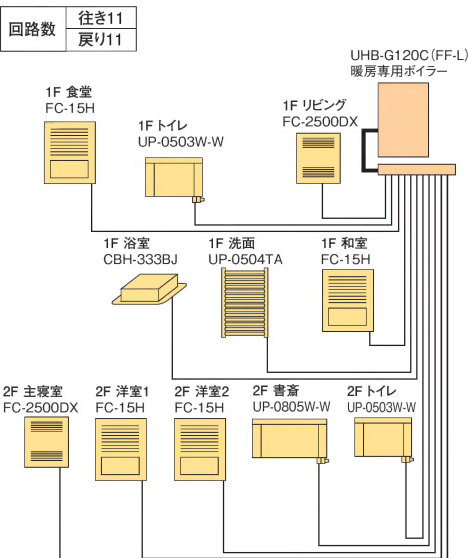 回路数
往き11
戻り11
UHB-G120C(FF-L)
暖房専用ボイラー
1F 食堂
FC-15H
1F トイレ
UP-0503W-W
1F リビング
FC-2500DX
1F 浴室
CBH-333BJ
1F 洗面
UP-0504TA
1F 和室
FC-15H
2F 主寝室
FC-2500DX
2F 洋室1
FC-15H
2F 洋室2
FC-15H
2F 書斎
UP-0805W-W
2F トイレ
UP-0503W-W